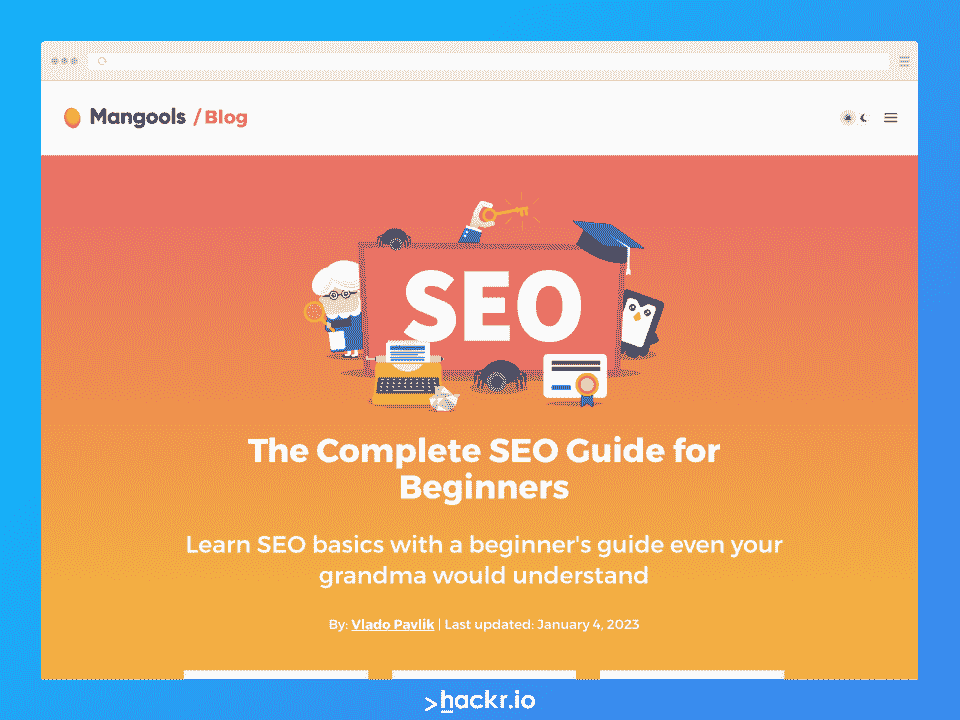 Mangools / Blog
SEO
The Complete SEO Guide for
Beginners
Learn SEO basics with a beginner's guide even your
grandma would understand
By: Vlado Pavlik | Last updated: January 4, 2023
>hackr.io